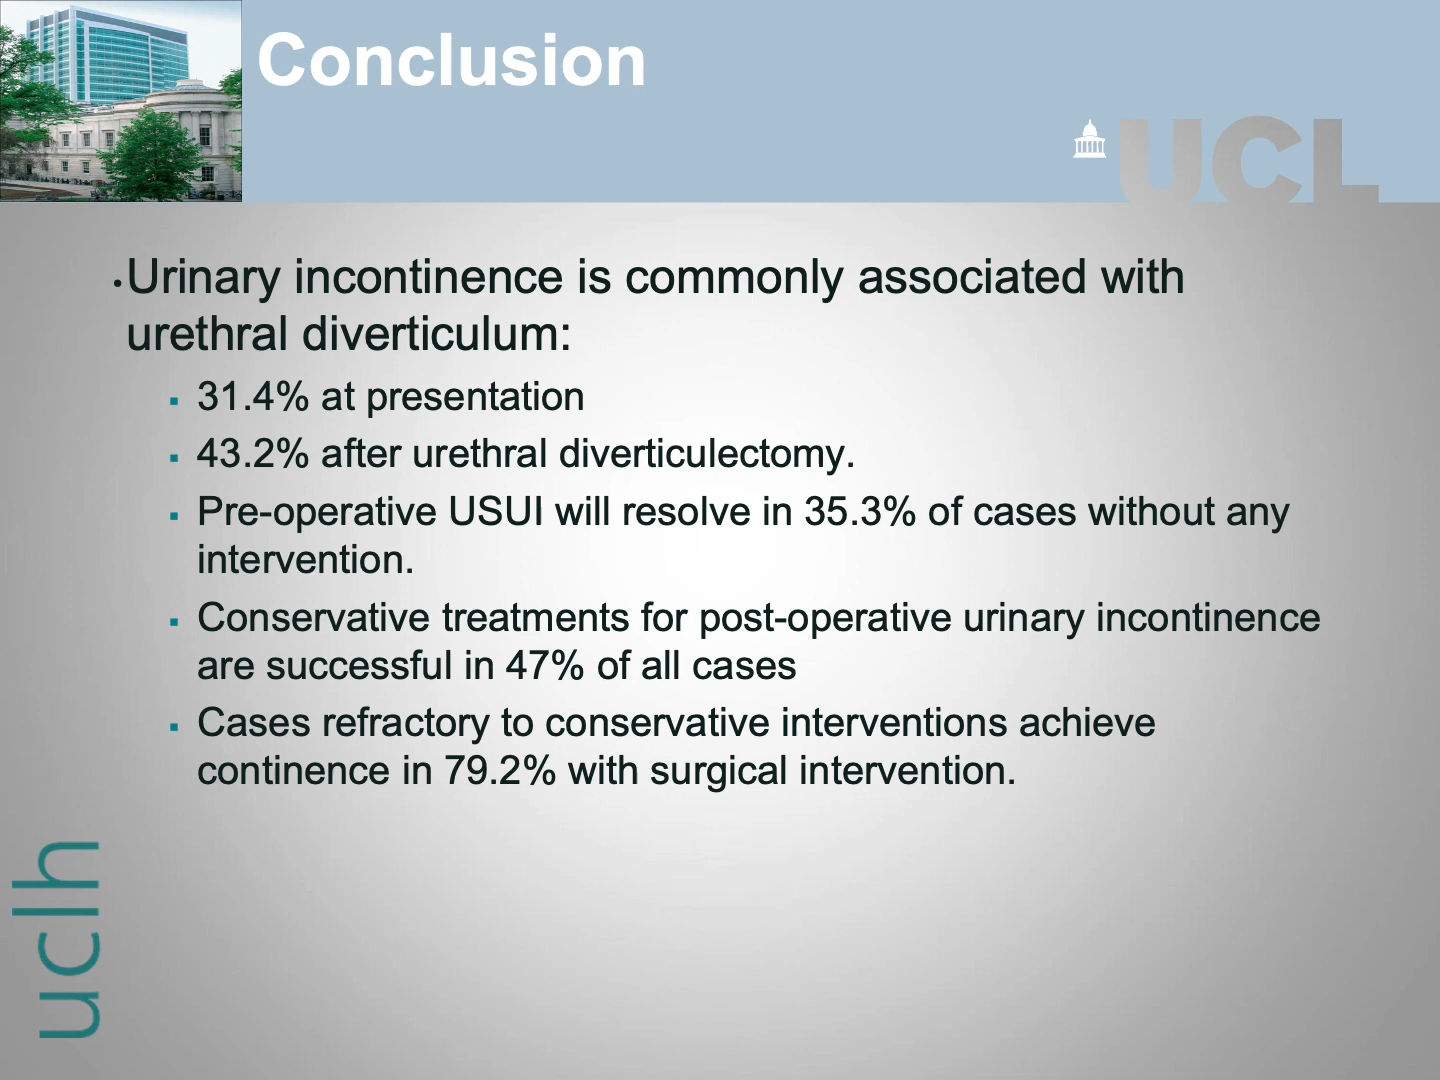 Conclusion
UCL
•Urinary incontinence is commonly associated with
urethral diverticulum:
▪ 31.4% at presentation
▪ 43.2% after urethral diverticulectomy.
▪ Pre-operative USUI will resolve in 35.3% of cases without any
intervention.
▪ Conservative treatments for post-operative urinary incontinence
are successful in 47% of all cases
▪ Cases refractory to conservative interventions achieve
continence in 79.2% with surgical intervention.
uclh